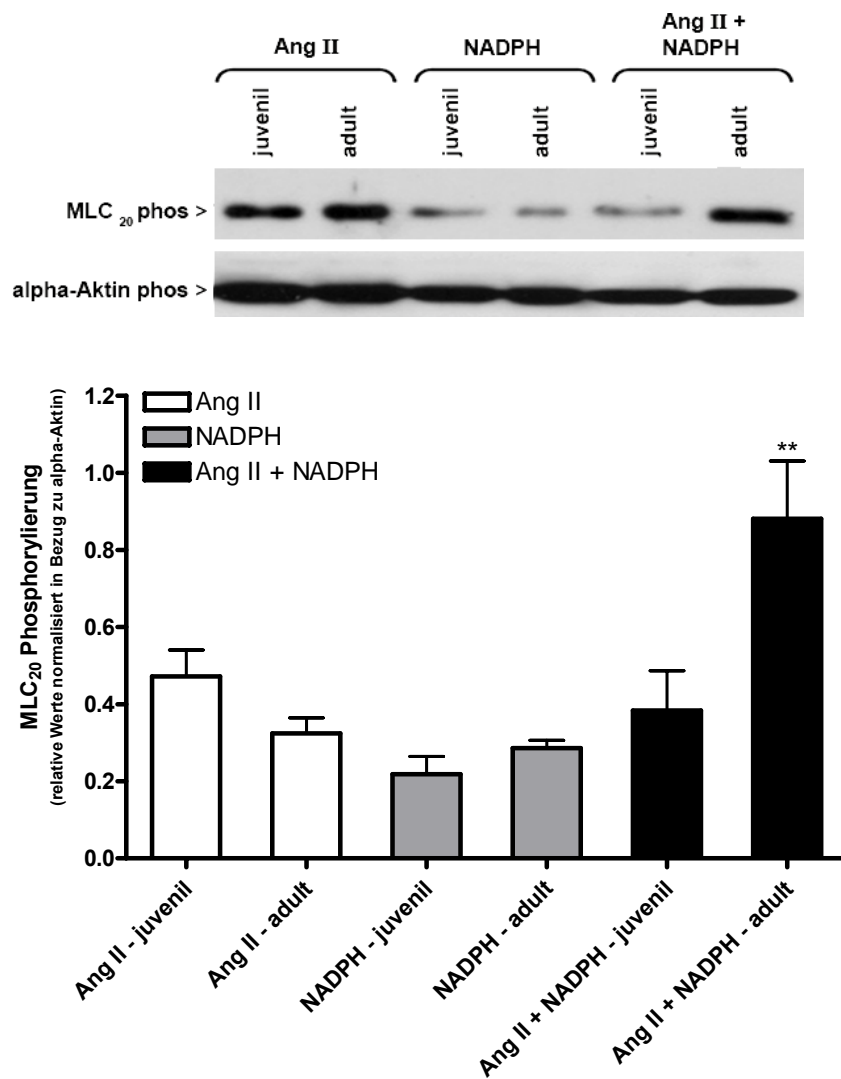 Ang II
NADPH
Ang II +
NADPH
juvenil
adult
juvenil
adult
juvenil
adult
MLC 20 phos >
alpha-Aktin phos >
MLC20 Phosphorylierung
(relative Werte normalisiert in Bezug zu alpha-Aktin)
1.2
1.0
0.8
0.6
0.4
0.2
0.0
Ang II
NADPH
Ang II + NADPH
**
Ang II - juvenil
Ang II - adult
NADPH - juvenil
NADPH - adult
Ang II + NADPH - juvenil
Ang II + NADPH - adult